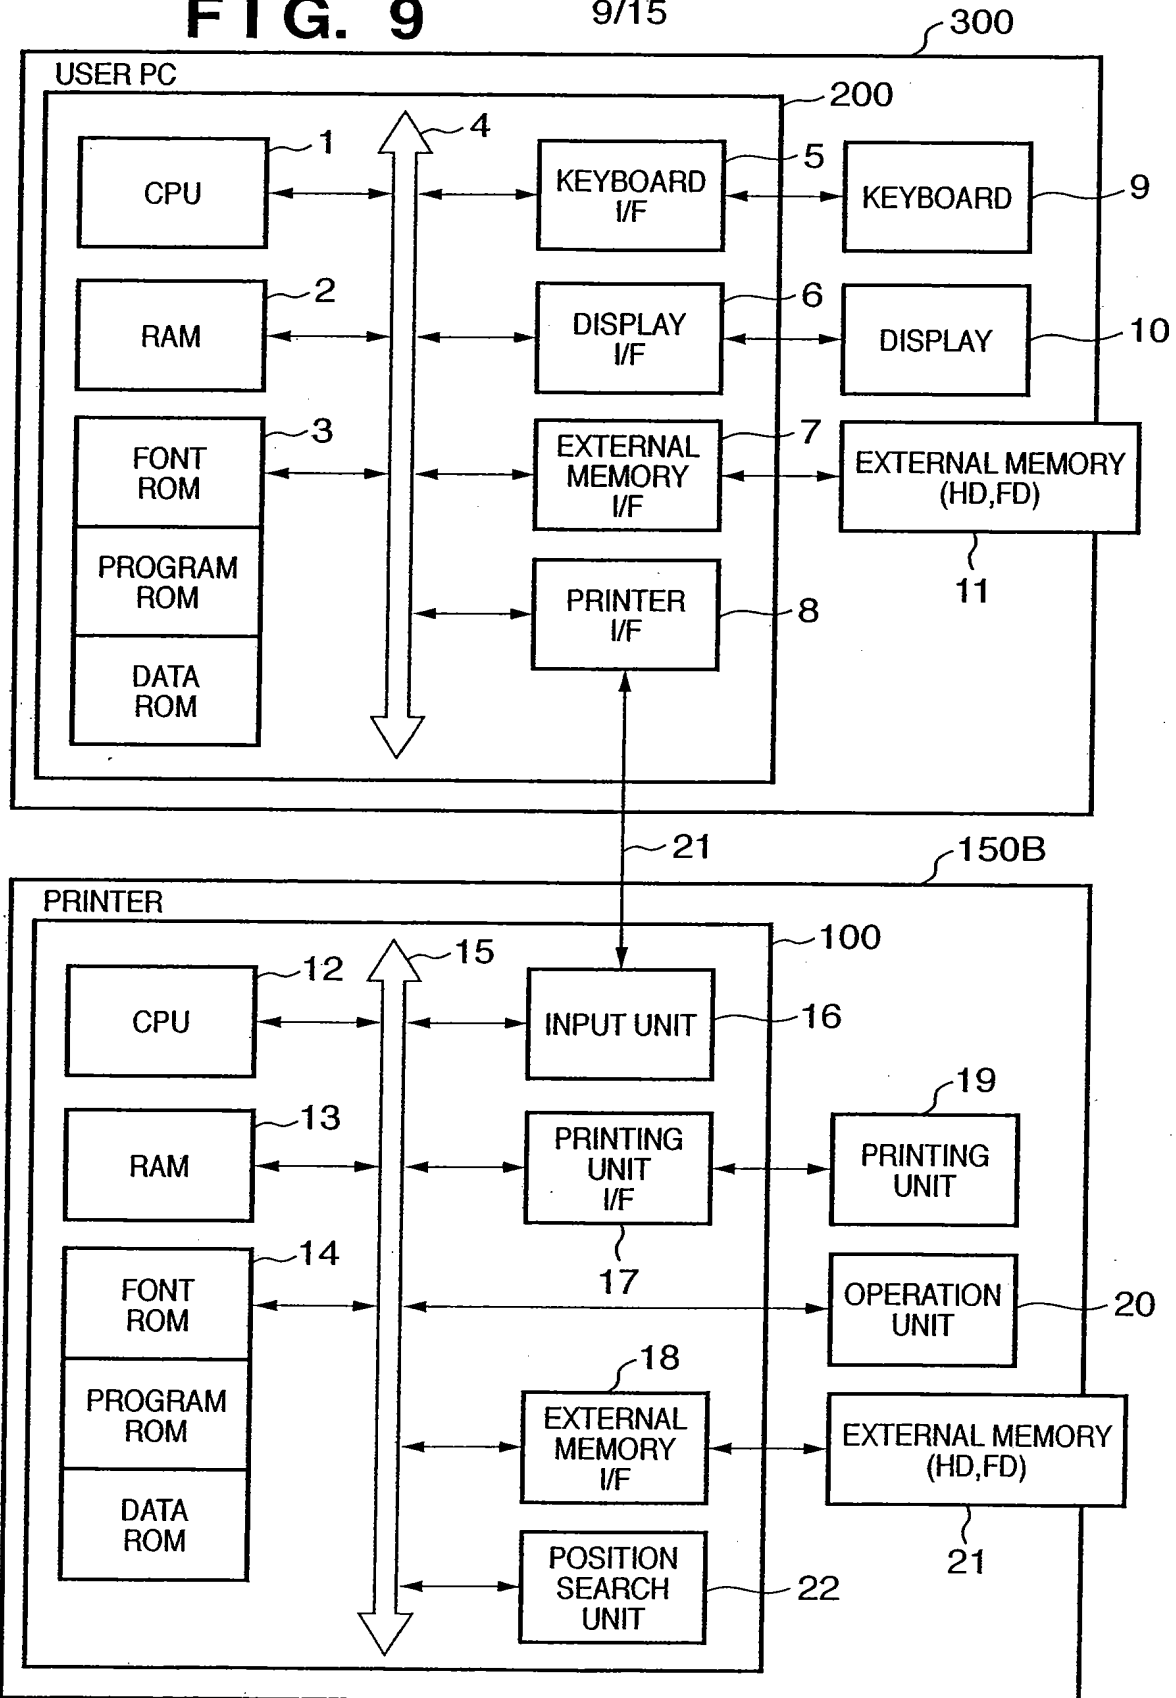 FIG. 9
9/15
300
USER PC
200
1
4
5
CPU
KEYBOARD
I/F
KEYBOARD
9
2
6
RAM
DISPLAY
I/F
DISPLAY
10
3
7
FONT
ROM
EXTERNAL
MEMORY
I/F
EXTERNAL MEMORY
(HD,FD)
11
PROGRAM
ROM
PRINTER
I/F
8
DATA
ROM
21
150B
PRINTER
100
12
15
CPU
INPUT UNIT
16
13
19
RAM
PRINTING
UNIT
I/F
PRINTING
UNIT
17
14
FONT
ROM
OPERATION
UNIT
20
18
PROGRAM
ROM
EXTERNAL
MEMORY
I/F
EXTERNAL MEMORY
(HD,FD)
21
DATA
ROM
POSITION
SEARCH
UNIT
22